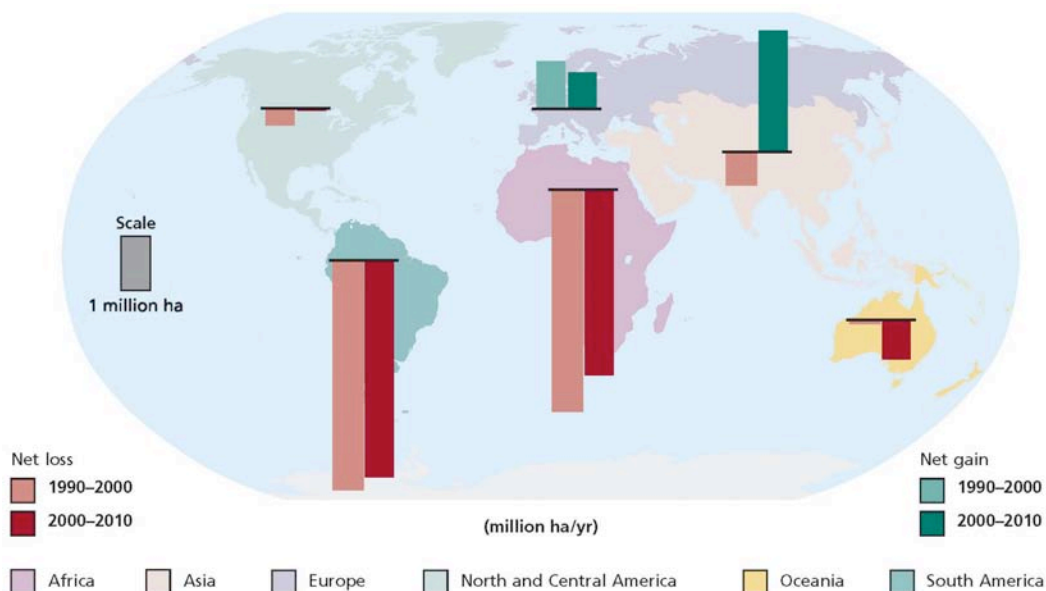 Scale
1 million ha
Net loss
1990–2000
2000–2010
Net gain
1990–2000
2000–2010
(million ha/yr)
Africa
Asia
Europe
North and Central America
Oceania
South America